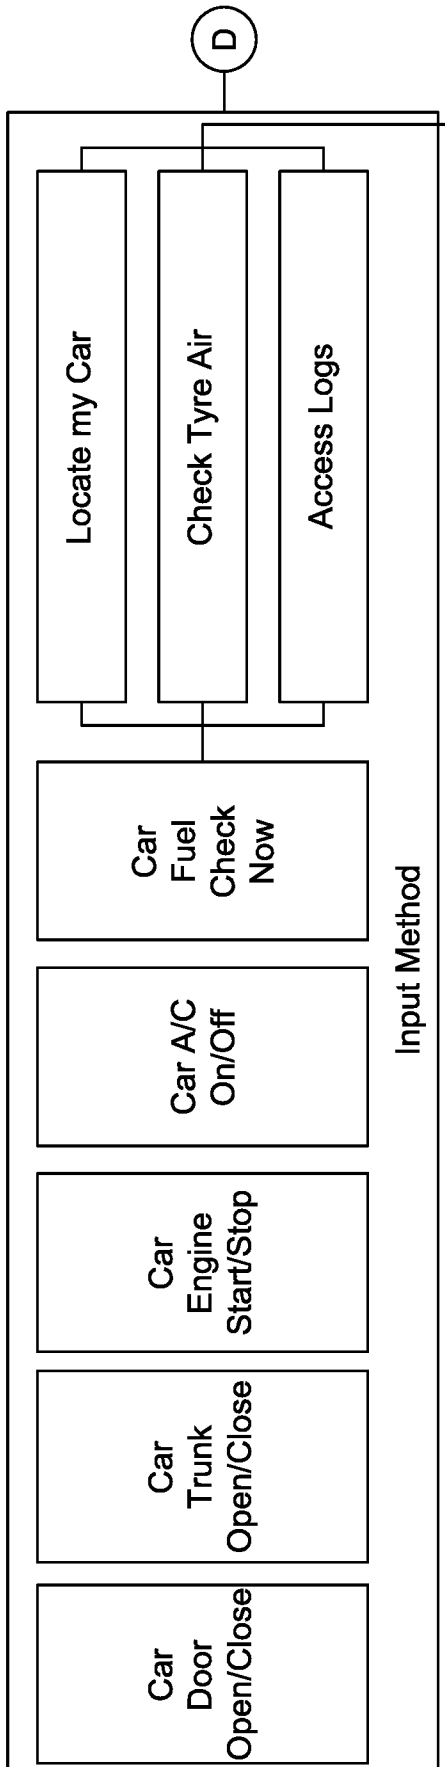 Car
Door
Open/Close
Car
Trunk
Open/Close
Car
Engine
Start/Stop
Car A/C
On/Off
Car
Fuel
Check
Now
Locate my Car
Check Tyre Air
Access Logs
Input Method
D